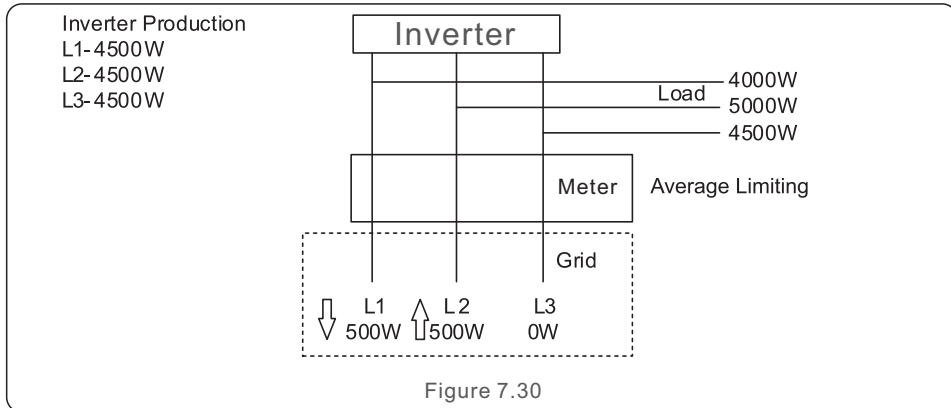 Inverter Production
L1-4500W
L2-4500W
L3-4500W
Inverter
4000W
Load
5000W
4500W
Meter
Average Limiting
Grid
L1 L2 L3
500W 500W 0W
Figure 7.30